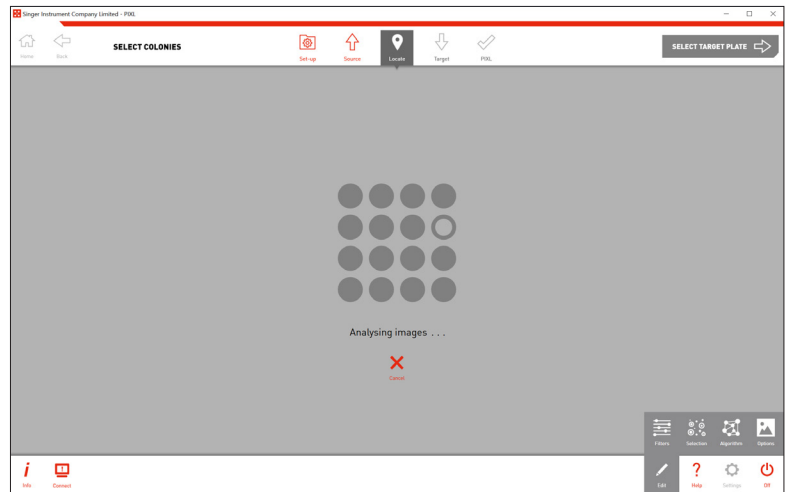 Singer Instrument Company Limited - PIXL
Home
Back
SELECT COLONIES
Set-up
Source
Locate
Target
PIXL
SELECT TARGET PLATE
Analysing images . . .
Cancel
Filters
Selection
Algorithm
Options
Info
Connect
Edit
Help
Settings
Off